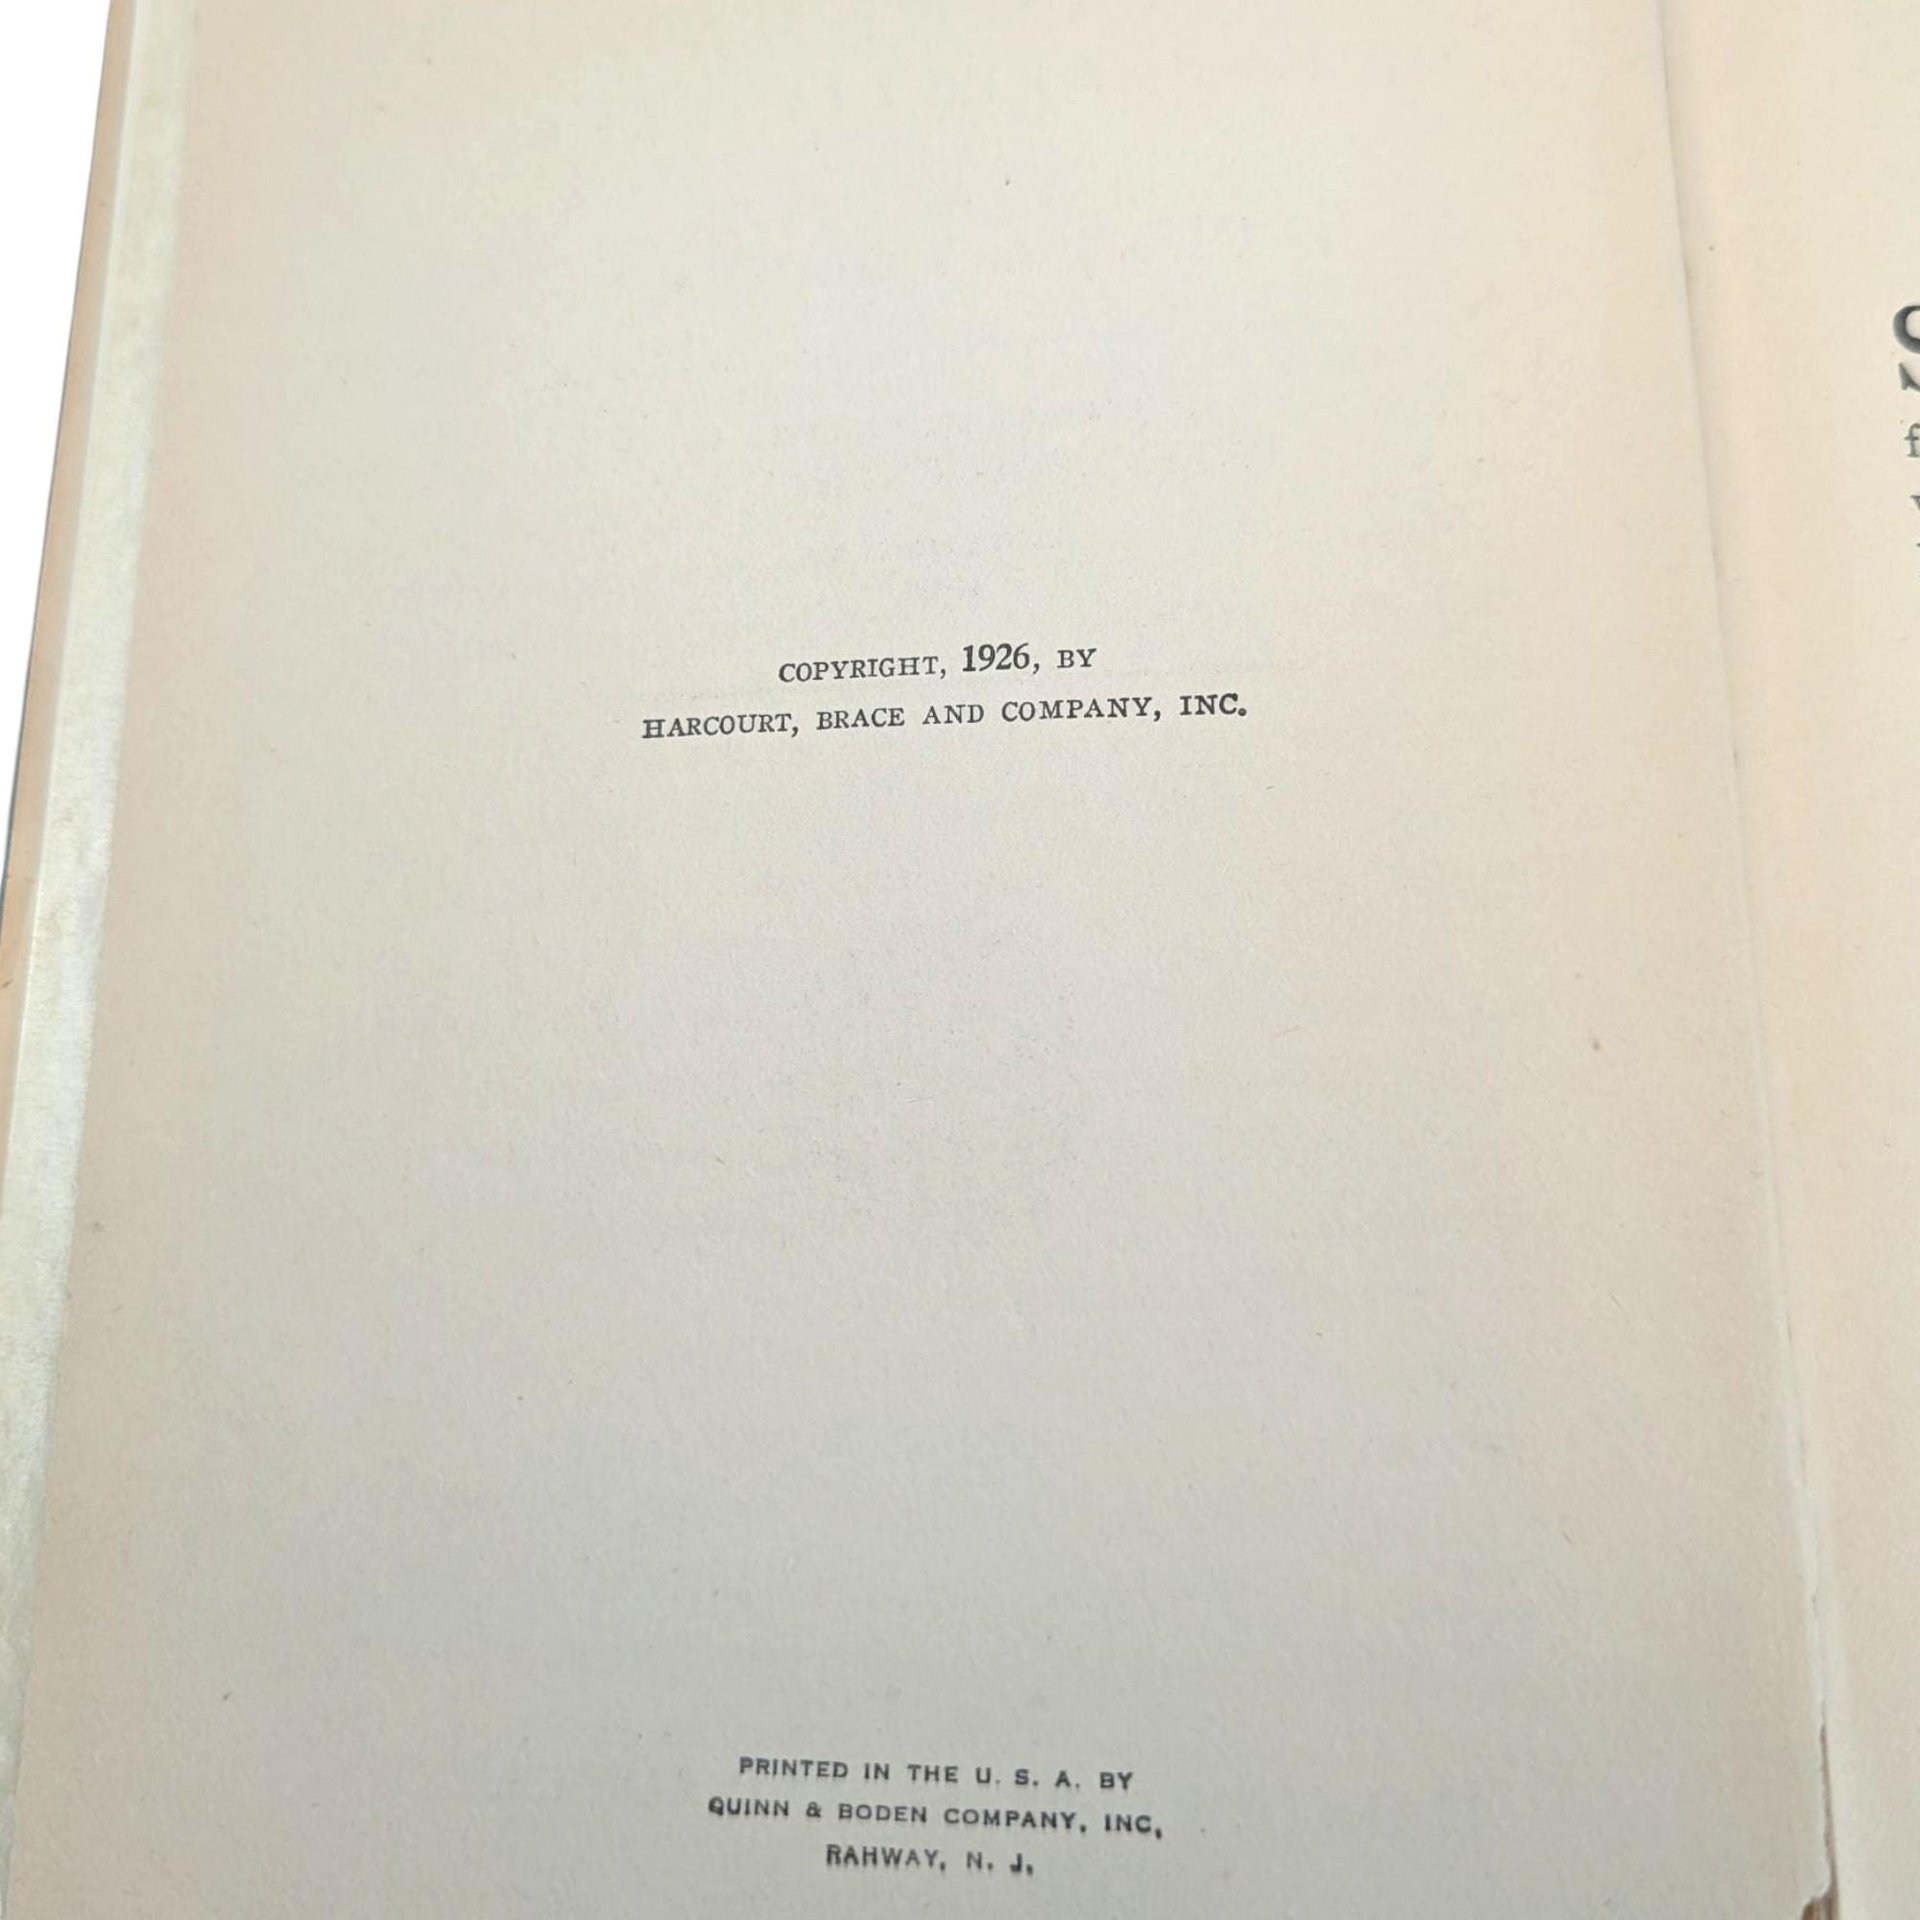 COPYRIGHT, 1926, BY
HARCOURT, BRACE AND COMPANY, INC.
PRINTED IN THE U. S. A. BY
QUINN & BODEN COMPANY, INC,
RAHWAY, N. J.